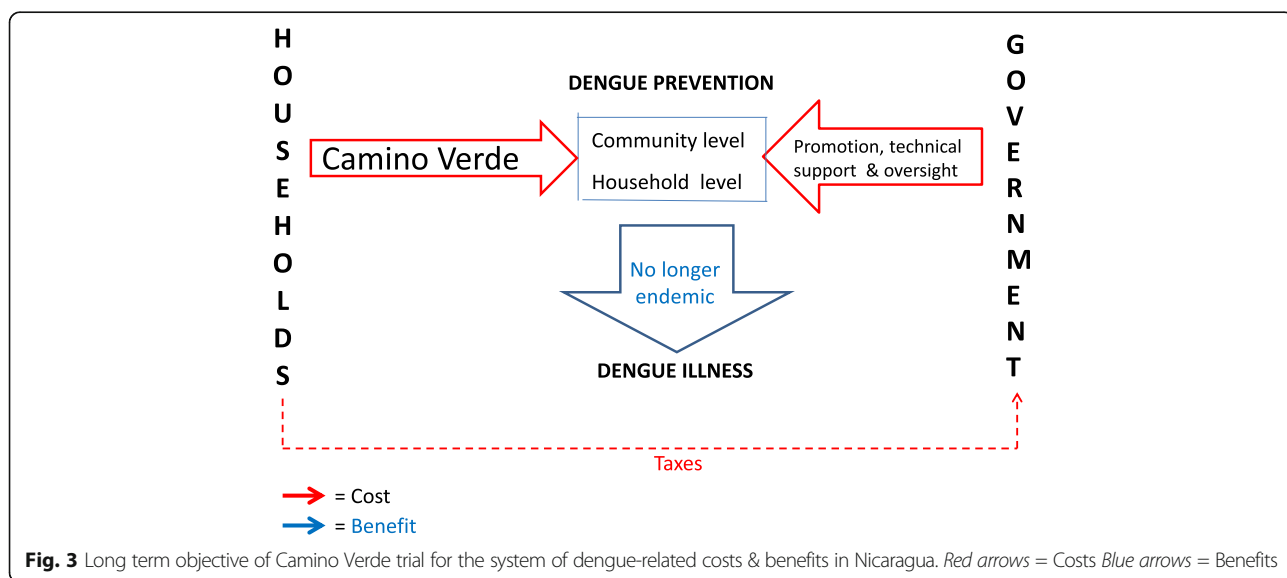 HOUSEHOLDS
GOVERNMENT
DENGUE PREVENTION
Camino Verde
Community level
Household level
Promotion, technical
support & oversight
No longer
endemic
DENGUE ILLNESS
Taxes
= Cost
= Benefit
Fig. 3 Long term objective of Camino Verde trial for the system of dengue-related costs & benefits in Nicaragua. Red arrows = Costs Blue arrows = Benefits